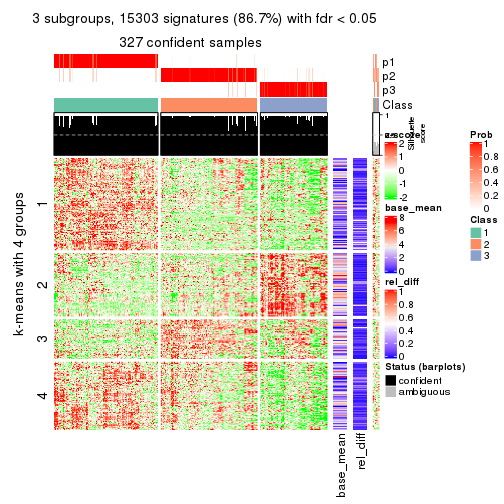 3 subgroups, 15303 signatures (86.7%) with fdr < 0.05
327 confident samples
p1
p2
p3
Class
1
Silhouette
score
z-score
2
1
0
-1
-2
Prob
1
0.8
0.6
0.4
0.2
0
base_mean
8
6
4
2
0
Class
1
2
3
rel_diff
1
0.8
0.6
0.4
0.2
0
Status (barplots)
confident
ambiguous
k-means with 4 groups
1
2
3
4
base_mean
rel_diff